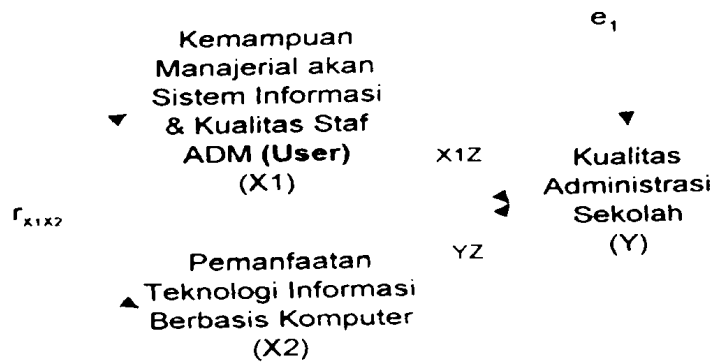 e1
Kemampuan
Manajerial akan
Sistem Informasi
& Kualitas Staf
ADM (User)
(X1)
X1Z
Kualitas
Administrasi
Sekolah
(Y)
rX1X2
YZ
Pemanfaatan
Teknologi Informasi
Berbasis Komputer
(X2)